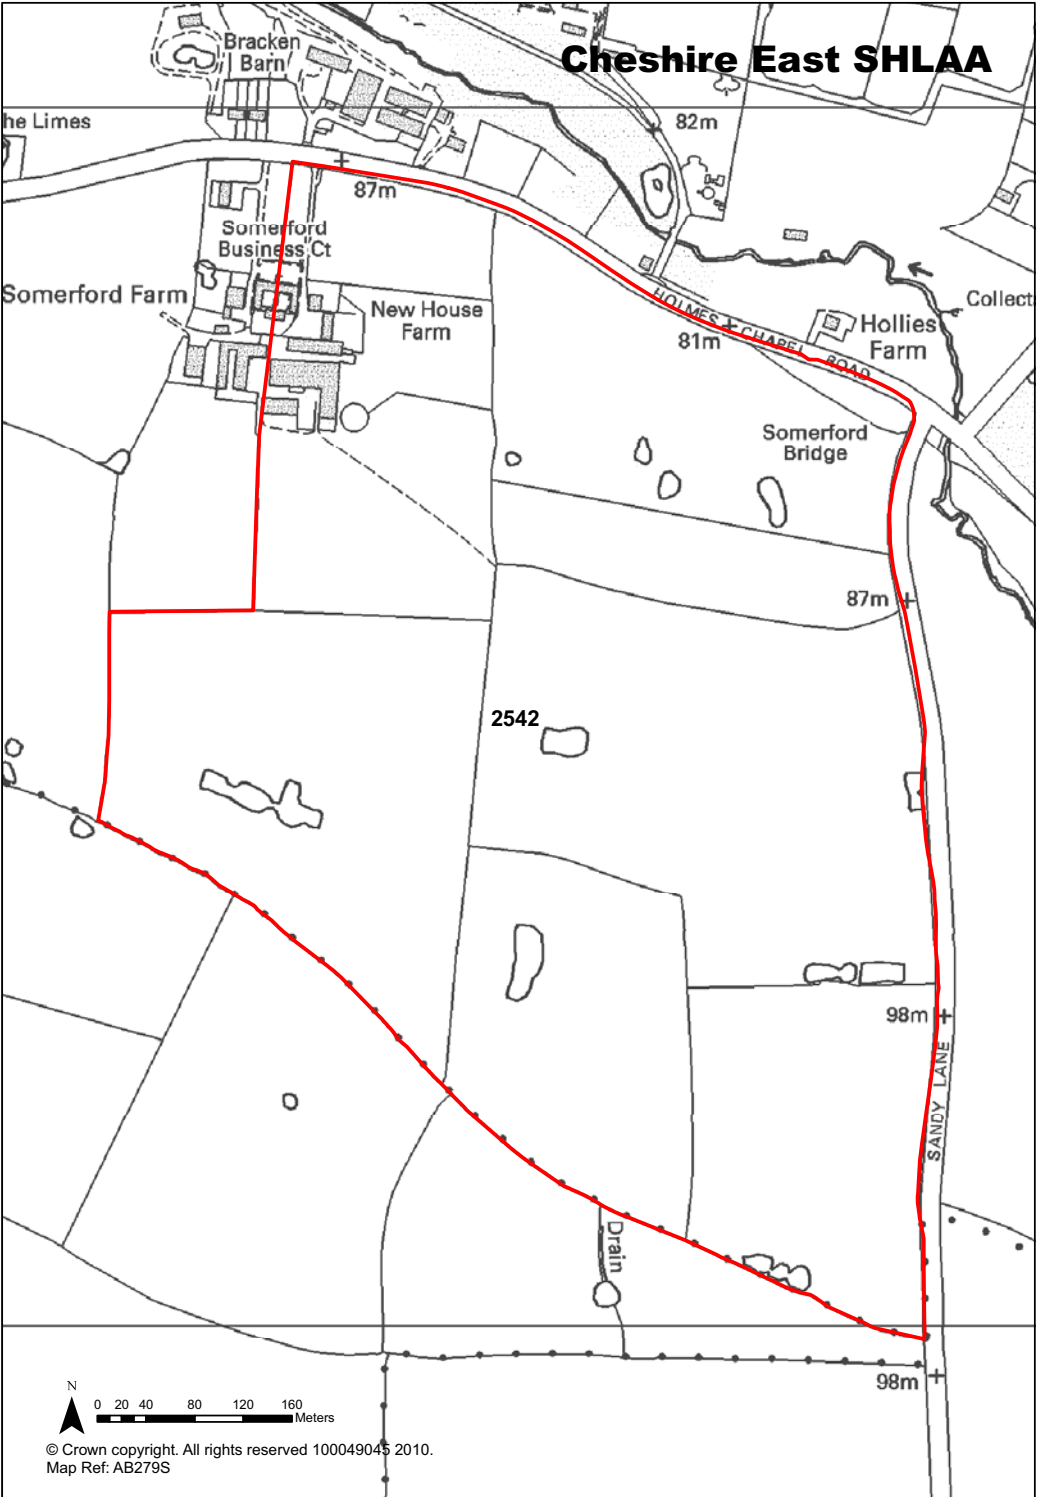 Cheshire East SHLAA
Bracken
Barn
he Limes
82m
87m
Somerford
Business Ct
Somerford Farm
New House
Farm
HOLMES CHAPEL ROAD
81m
Hollies
Farm
Collect
Somerford
Bridge
87m
2542
98m
SANDY LANE
Drain
98m
N
0 20 40 80 120 160
Meters
© Crown copyright. All rights reserved 100049045 2010.
Map Ref: AB279S